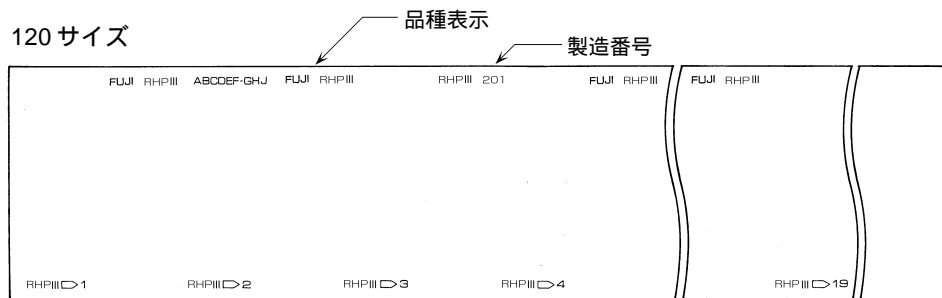 品種表示
120 サイズ
製造番号
FUJI RHPIII ABCDEF-GHJ FUJI RHPIII RHPIII 201 FUJI RHPIII FUJI RHPIII
RHPIII 1 RHPIII 2 RHPIII 3 RHPIII 4 RHPIII 19